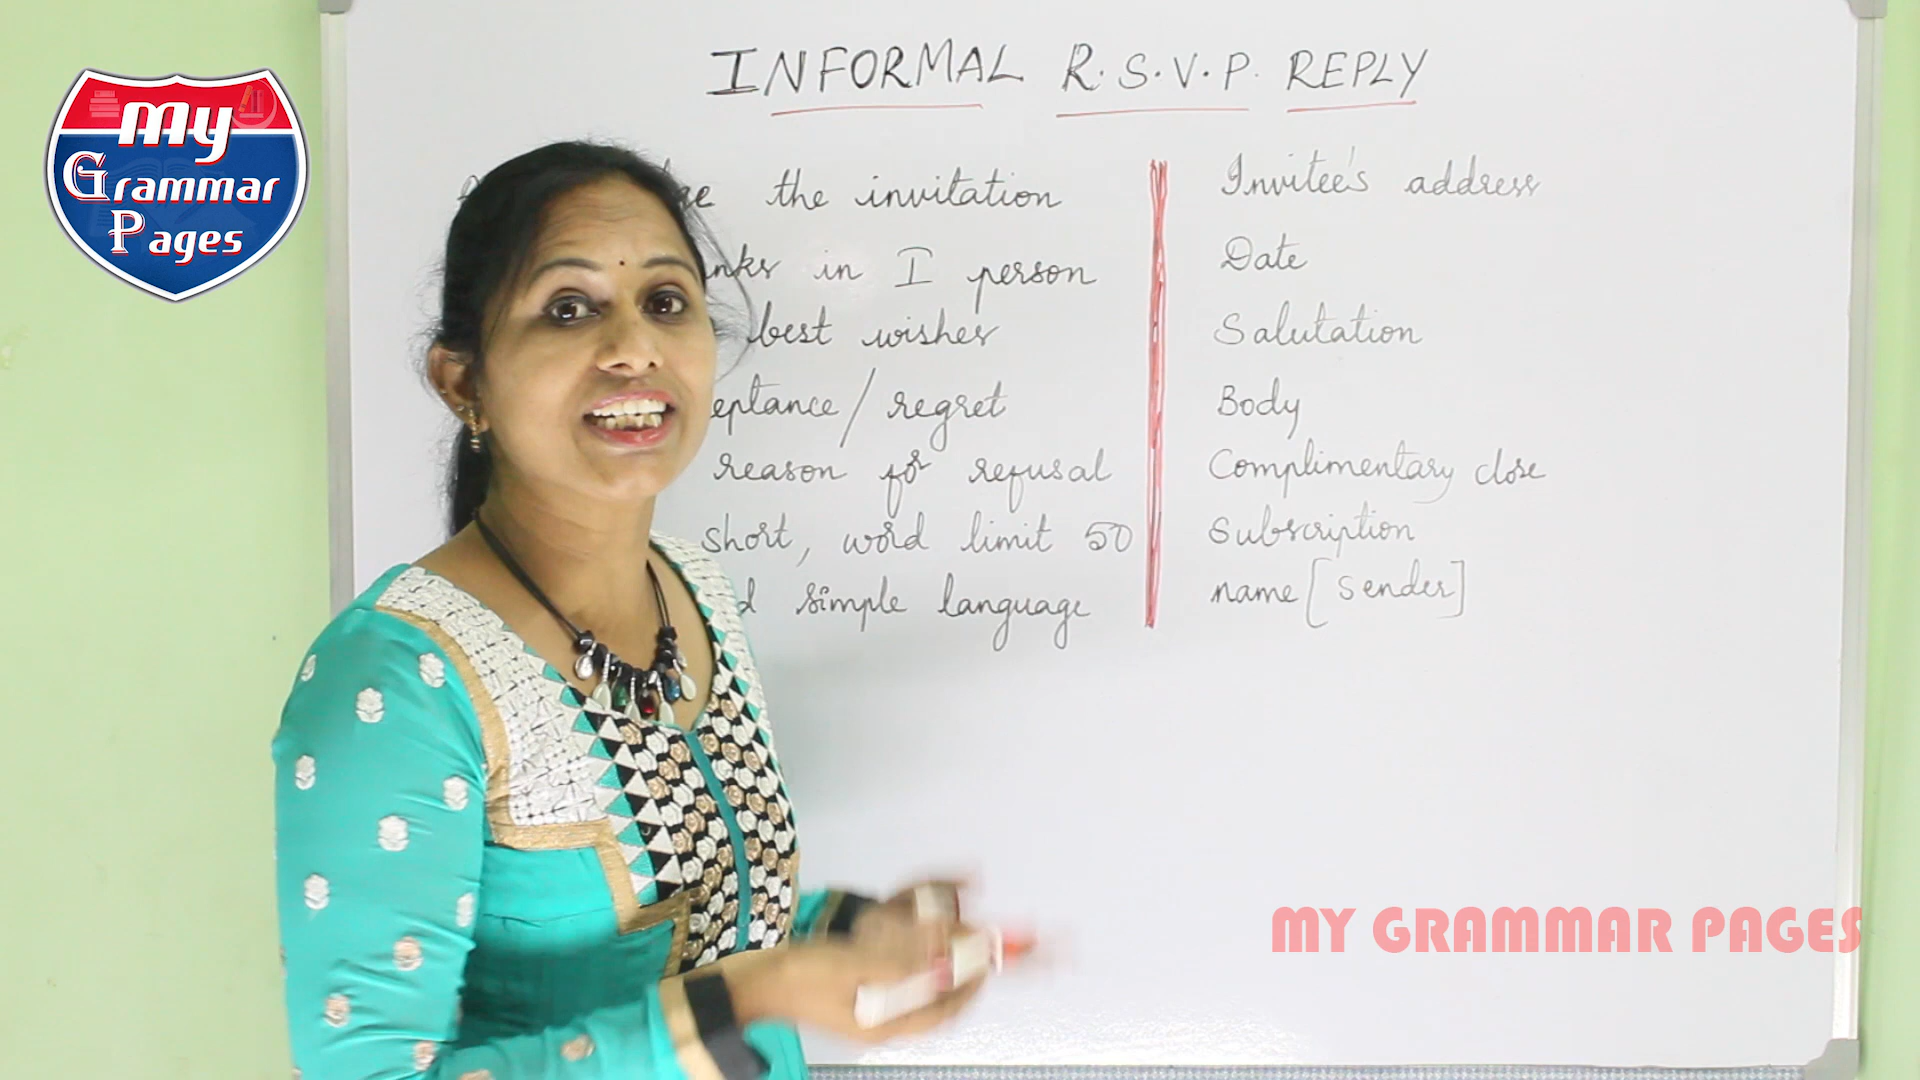 My
Grammar
Pages
INFORMAL R.S.V.P. REPLY
the invitation
in I person
best wishes
/ regret
reason for refusal
short, word limit 50
simple language
Invitee's address
Date
Salutation
Body
Complimentary close
Subscription
name [Sender]
MY GRAMMAR PAGES